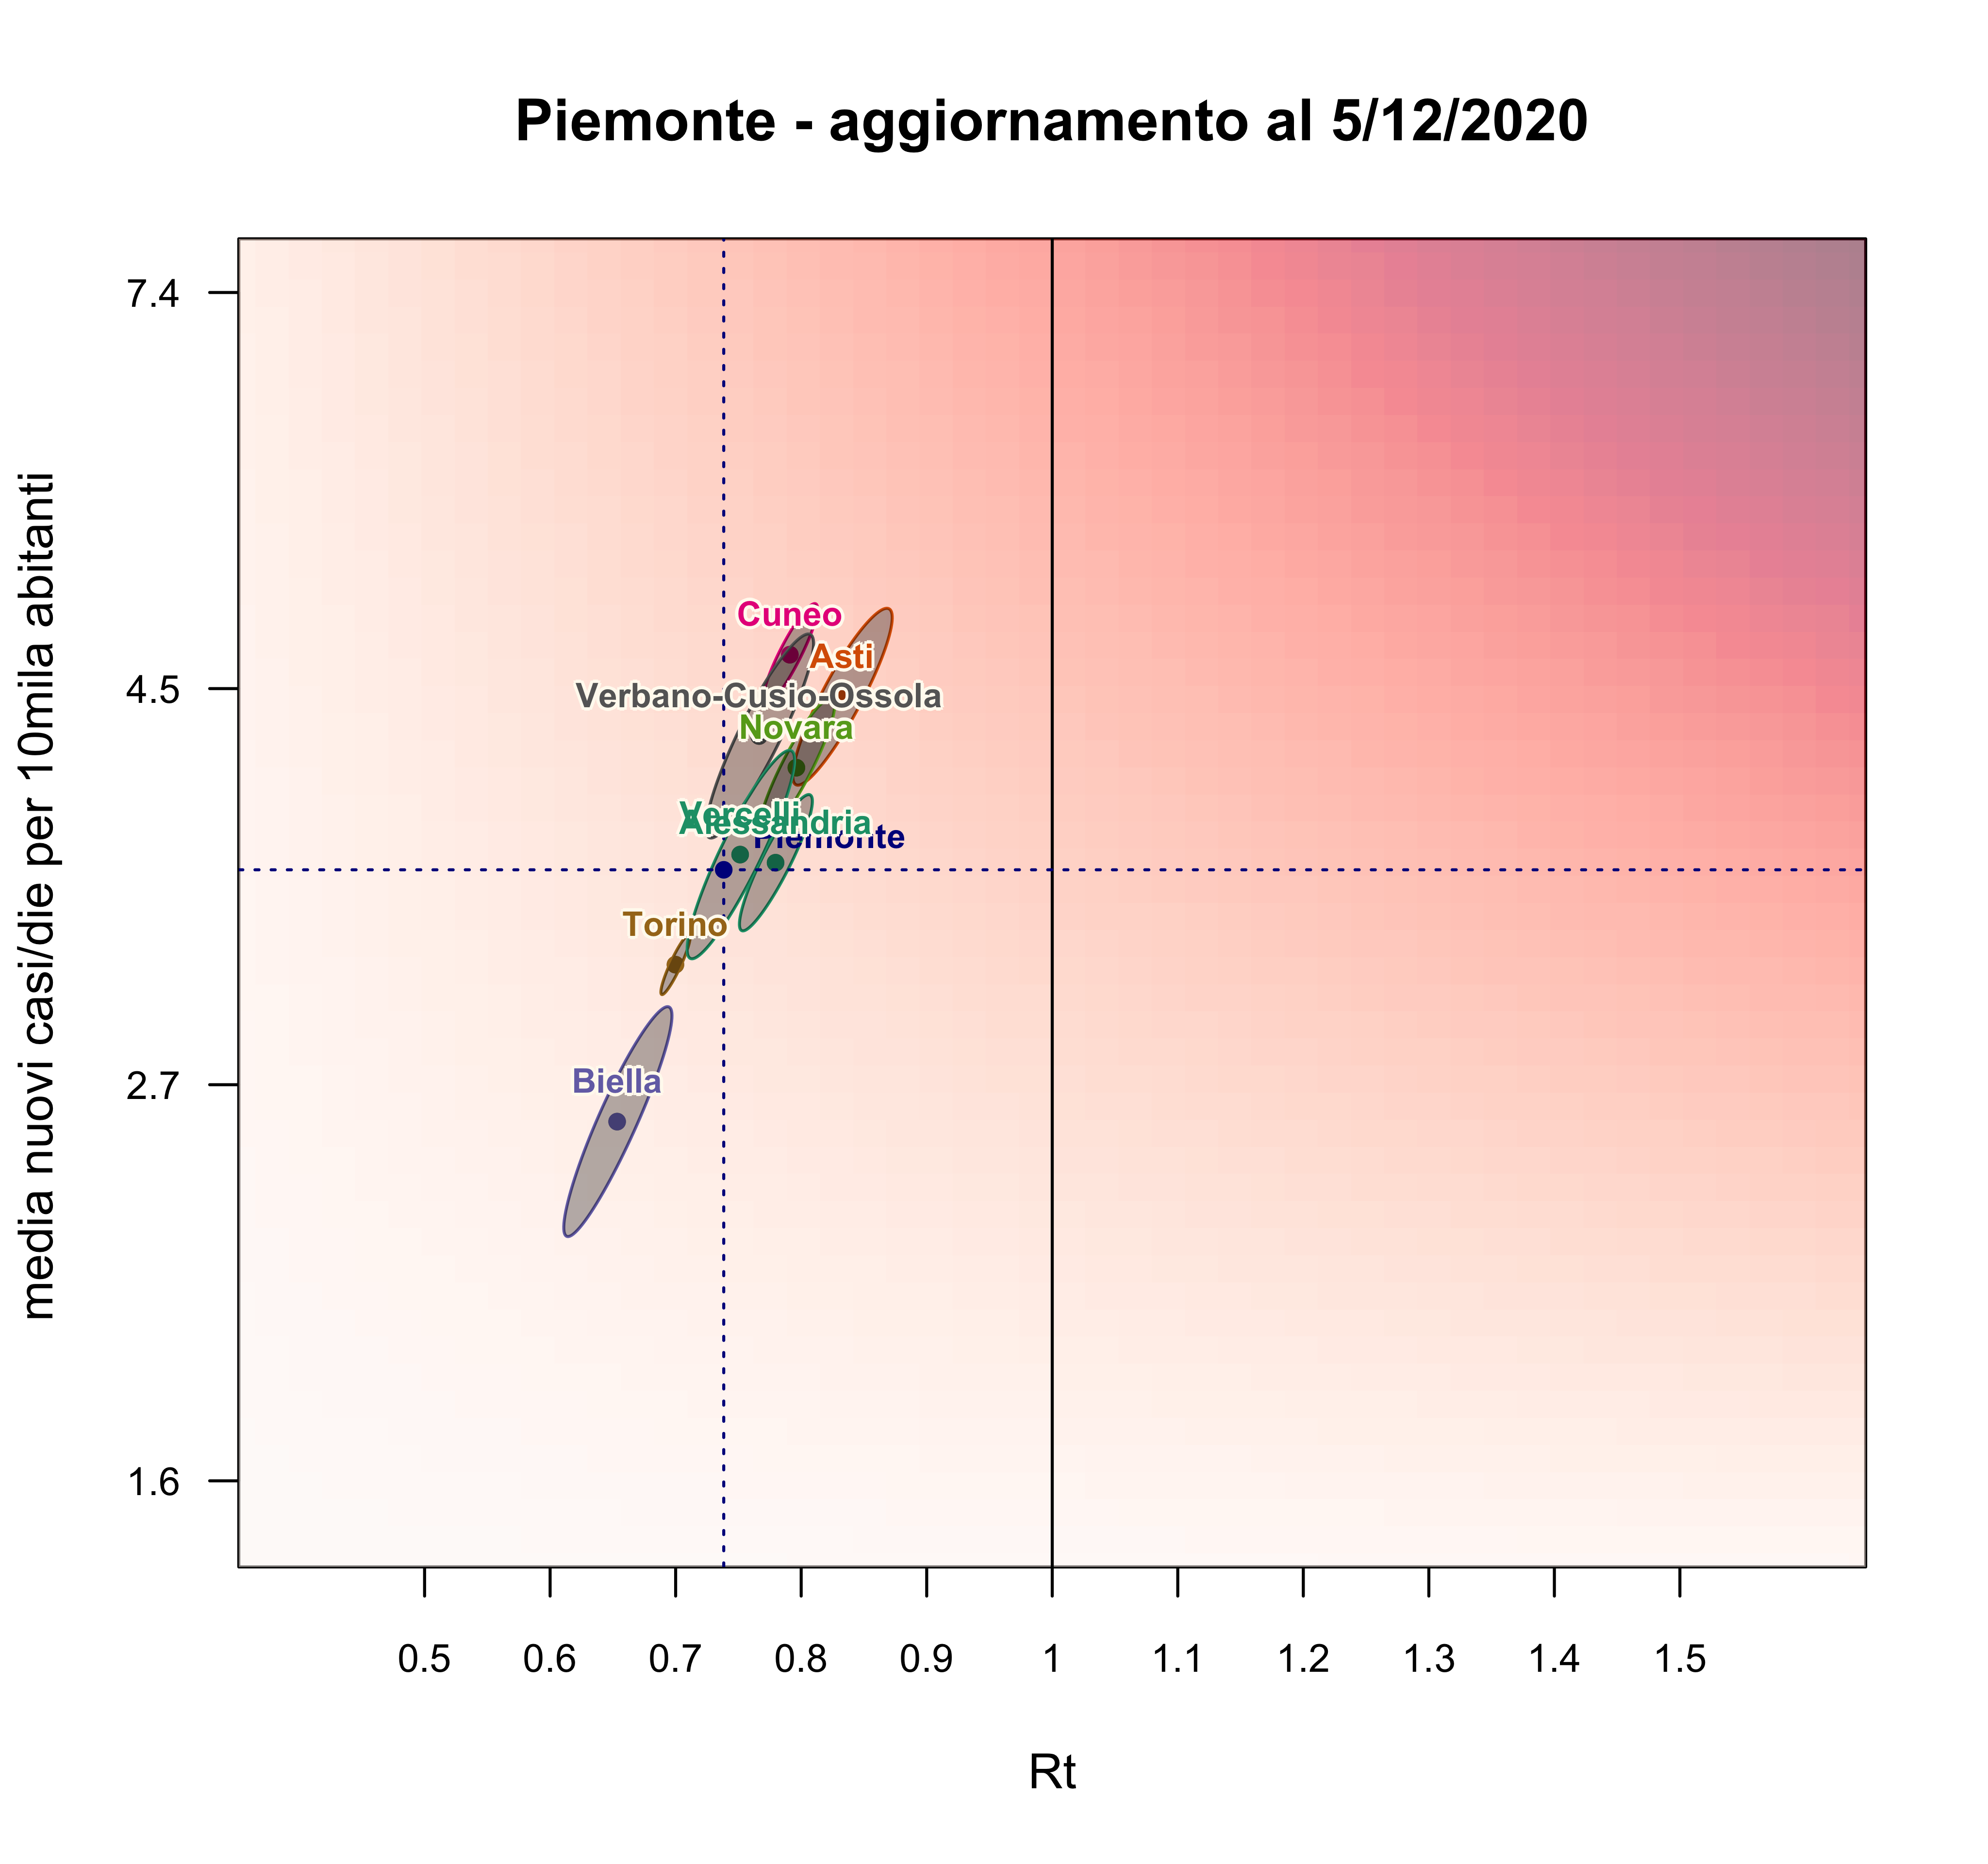 Piemonte - aggiornamento al 5/12/2020
media nuovi casi/die per 10mila abitanti
7.4
4.5
2.7
1.6
Cuneo
Asti
Verbano-Cusio-Ossola
Novara
Vercelli
Alessandria
Piemonte
Torino
Biella
0.5 0.6 0.7 0.8 0.9 1 1.1 1.2 1.3 1.4 1.5
Rt